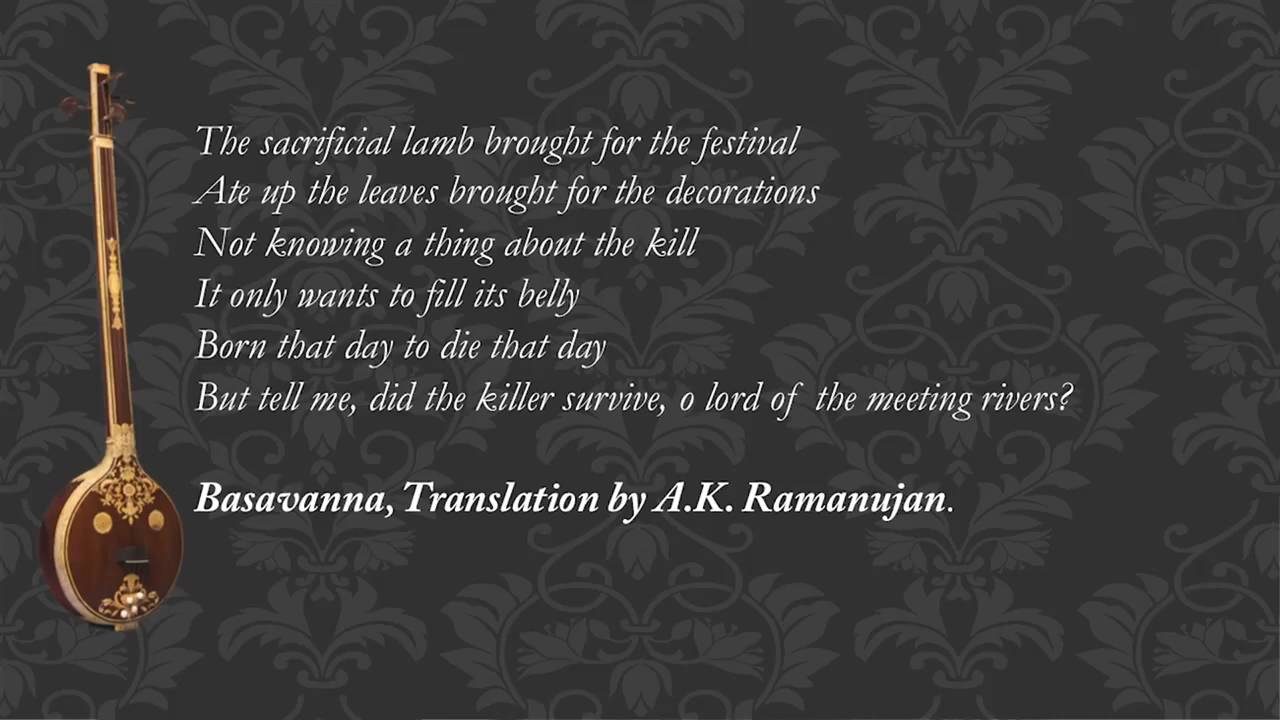 The sacrificial lamb brought for the festival
Ate up the leaves brought for the decorations
Not knowing a thing about the kill
It only wants to fill its belly
Born that day to die that day
But tell me, did the killer survive, o lord of the meeting rivers?
Basavanna, Translation by A.K. Ramanujan.